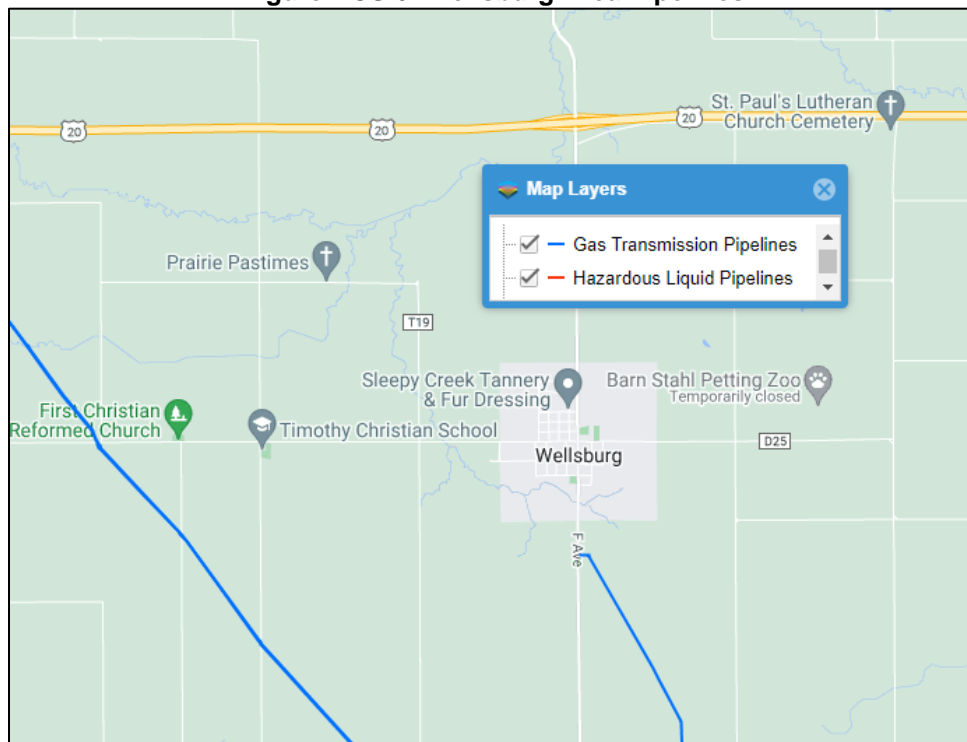 20
20
20
St. Paul's Lutheran
Church Cemetery
Map Layers
Gas Transmission Pipelines
Hazardous Liquid Pipelines
Prairie Pastimes
T19
Sleepy Creek Tannery
& Fur Dressing
Barn Stahl Petting Zoo
Temporarily closed
First Christian
Reformed Church
Timothy Christian School
D25
Wellsburg
F Ave